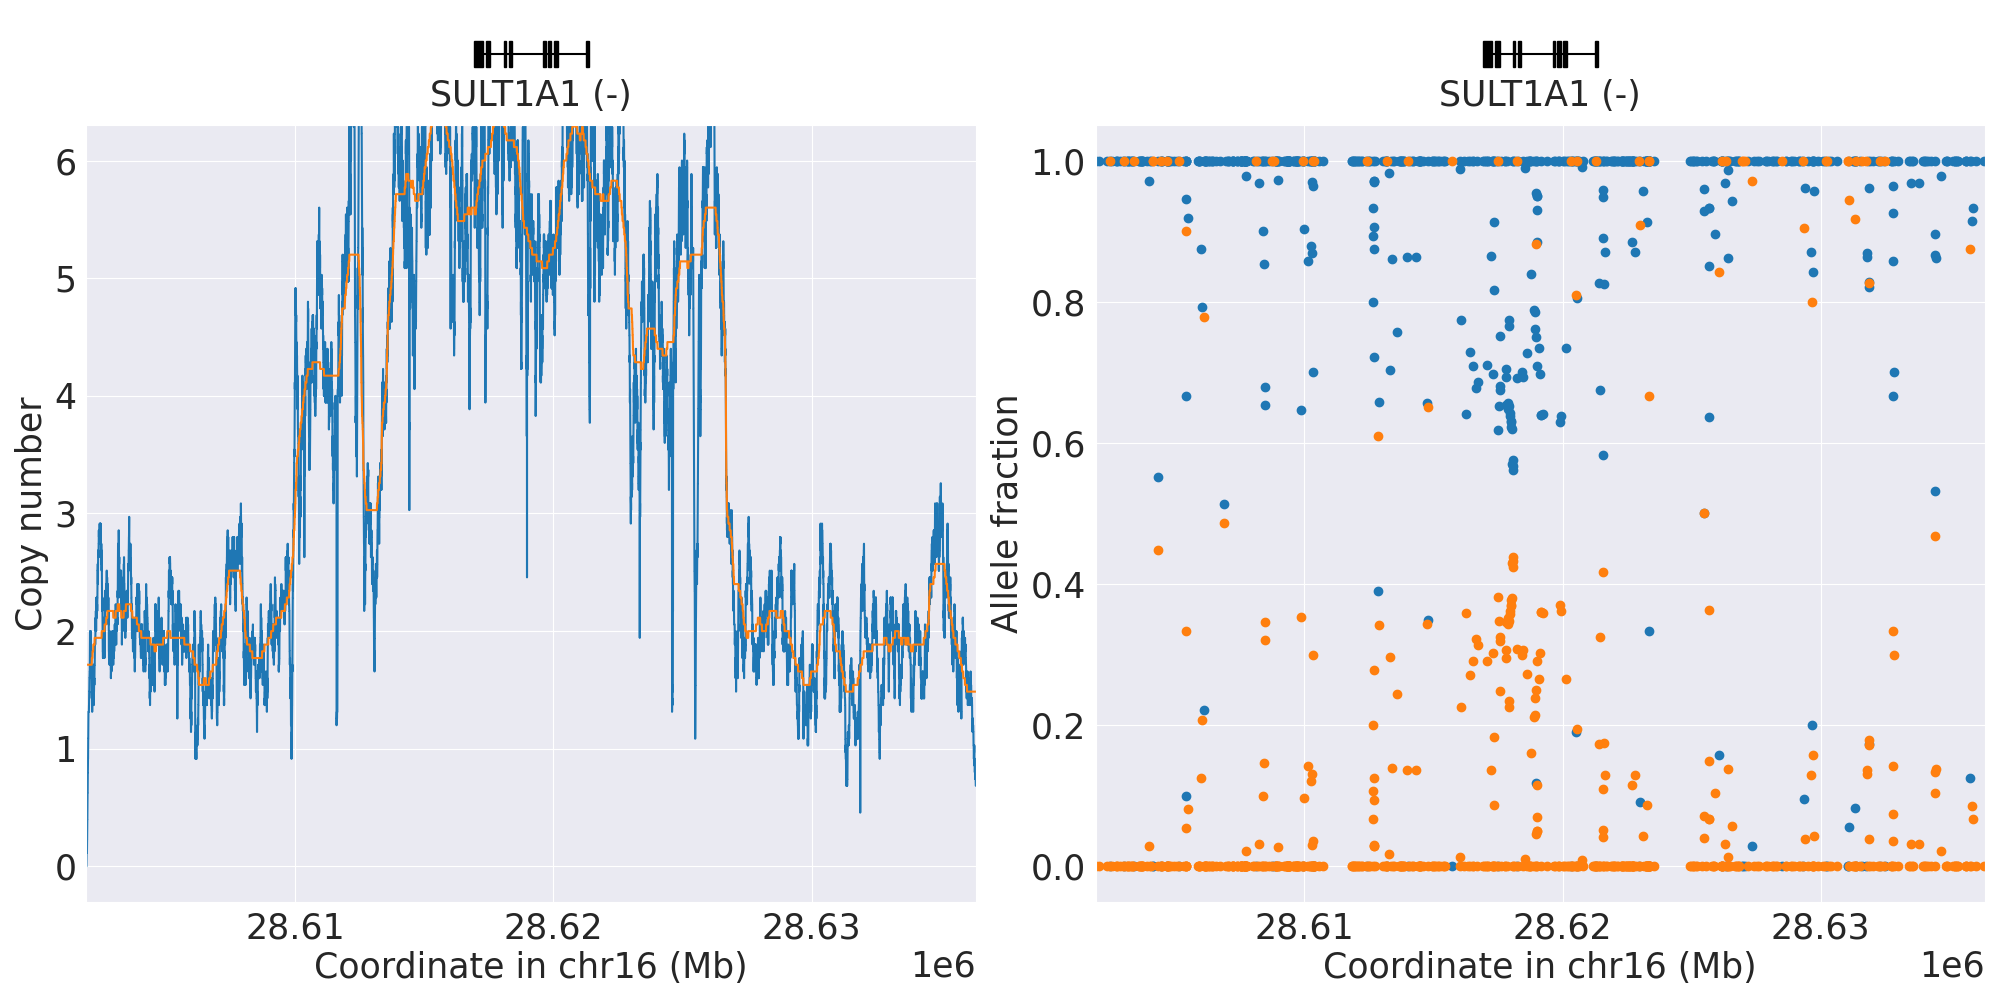 SULT1A1 (-)
6
5
4
3
2
1
0
Copy number
28.61
28.62
28.63
Coordinate in chr16 (Mb)
1e6
SULT1A1 (-)
1.0
0.8
0.6
0.4
0.2
0.0
Allele fraction
28.61
28.62
28.63
Coordinate in chr16 (Mb)
1e6